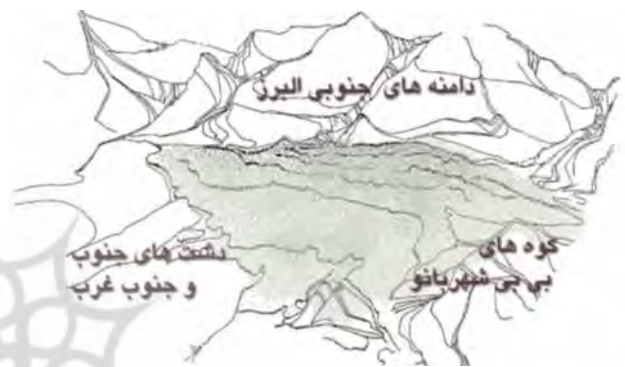 دامنه های جنوبی البرز
کوه های
بی بی شهربانو
دشت های جنوب
و جنوب غرب